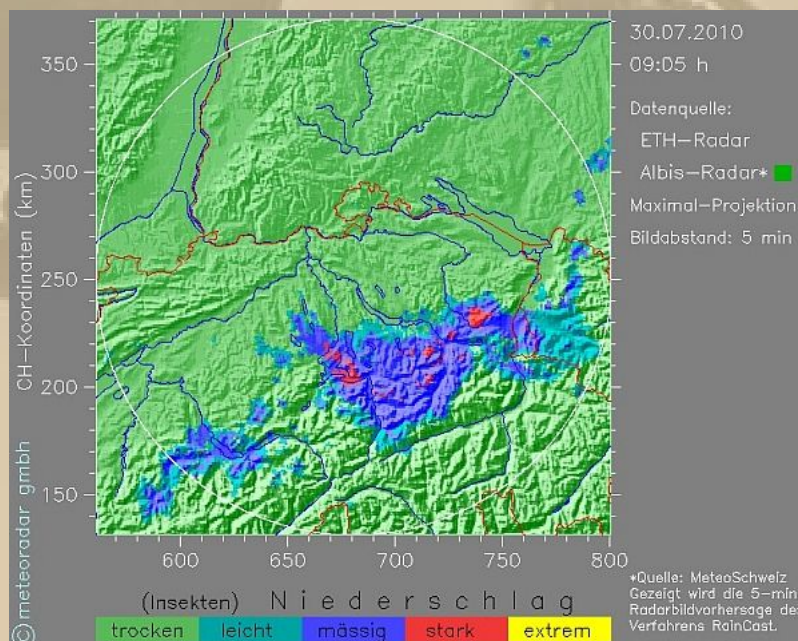 30.07.2010
09:05 h
Datenquelle:
ETH-Radar
Albis-Radar*
Maximal-Projektion
Bildabstand: 5 min
CH-Koordinaten (km)
350
300
250
200
150
600
650
700
750
800
© meteoradar gmbh
(Insekten) Niederschlag
trocken leicht mässig stark extrem
*Quelle: MeteoSchweiz
Gezeigt wird die 5-min
Radarbildvorhersage des
Verfahrens RainCast.